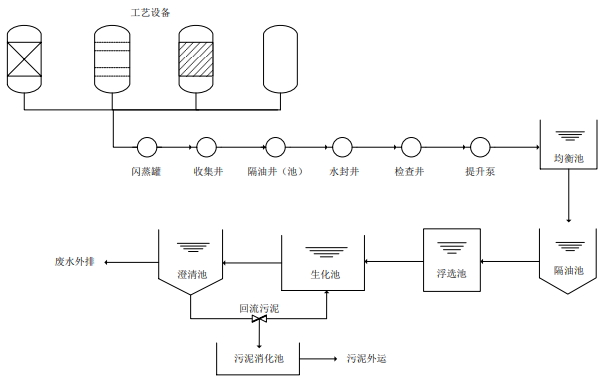 工艺设备
闪蒸罐
收集井
隔油井（池）
水封井
检查井
提升泵
均衡池
废水外排
澄清池
生化池
浮选池
隔油池
回流污泥
污泥消化池
污泥外运